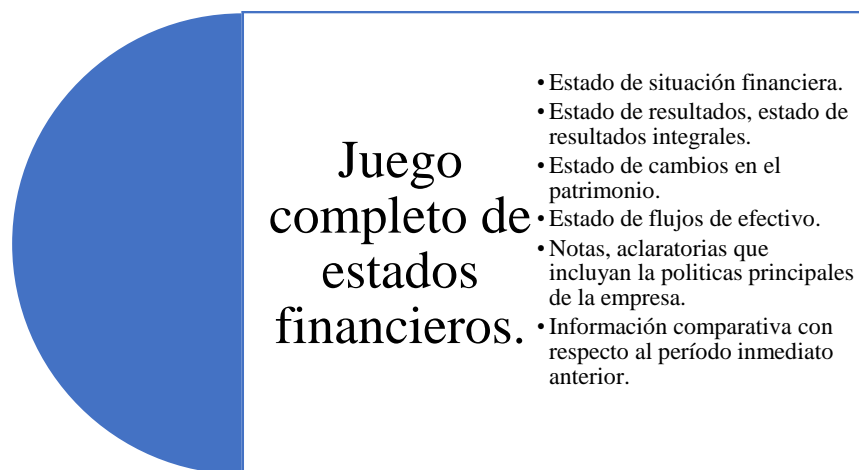 Juego
completo de
estados
financieros.
• Estado de situación financiera.
• Estado de resultados, estado de
resultados integrales.
• Estado de cambios en el
patrimonio.
• Estado de flujos de efectivo.
• Notas, aclaratorias que
incluyan la politicas principales
de la empresa.
• Información comparativa con
respecto al período inmediato
anterior.